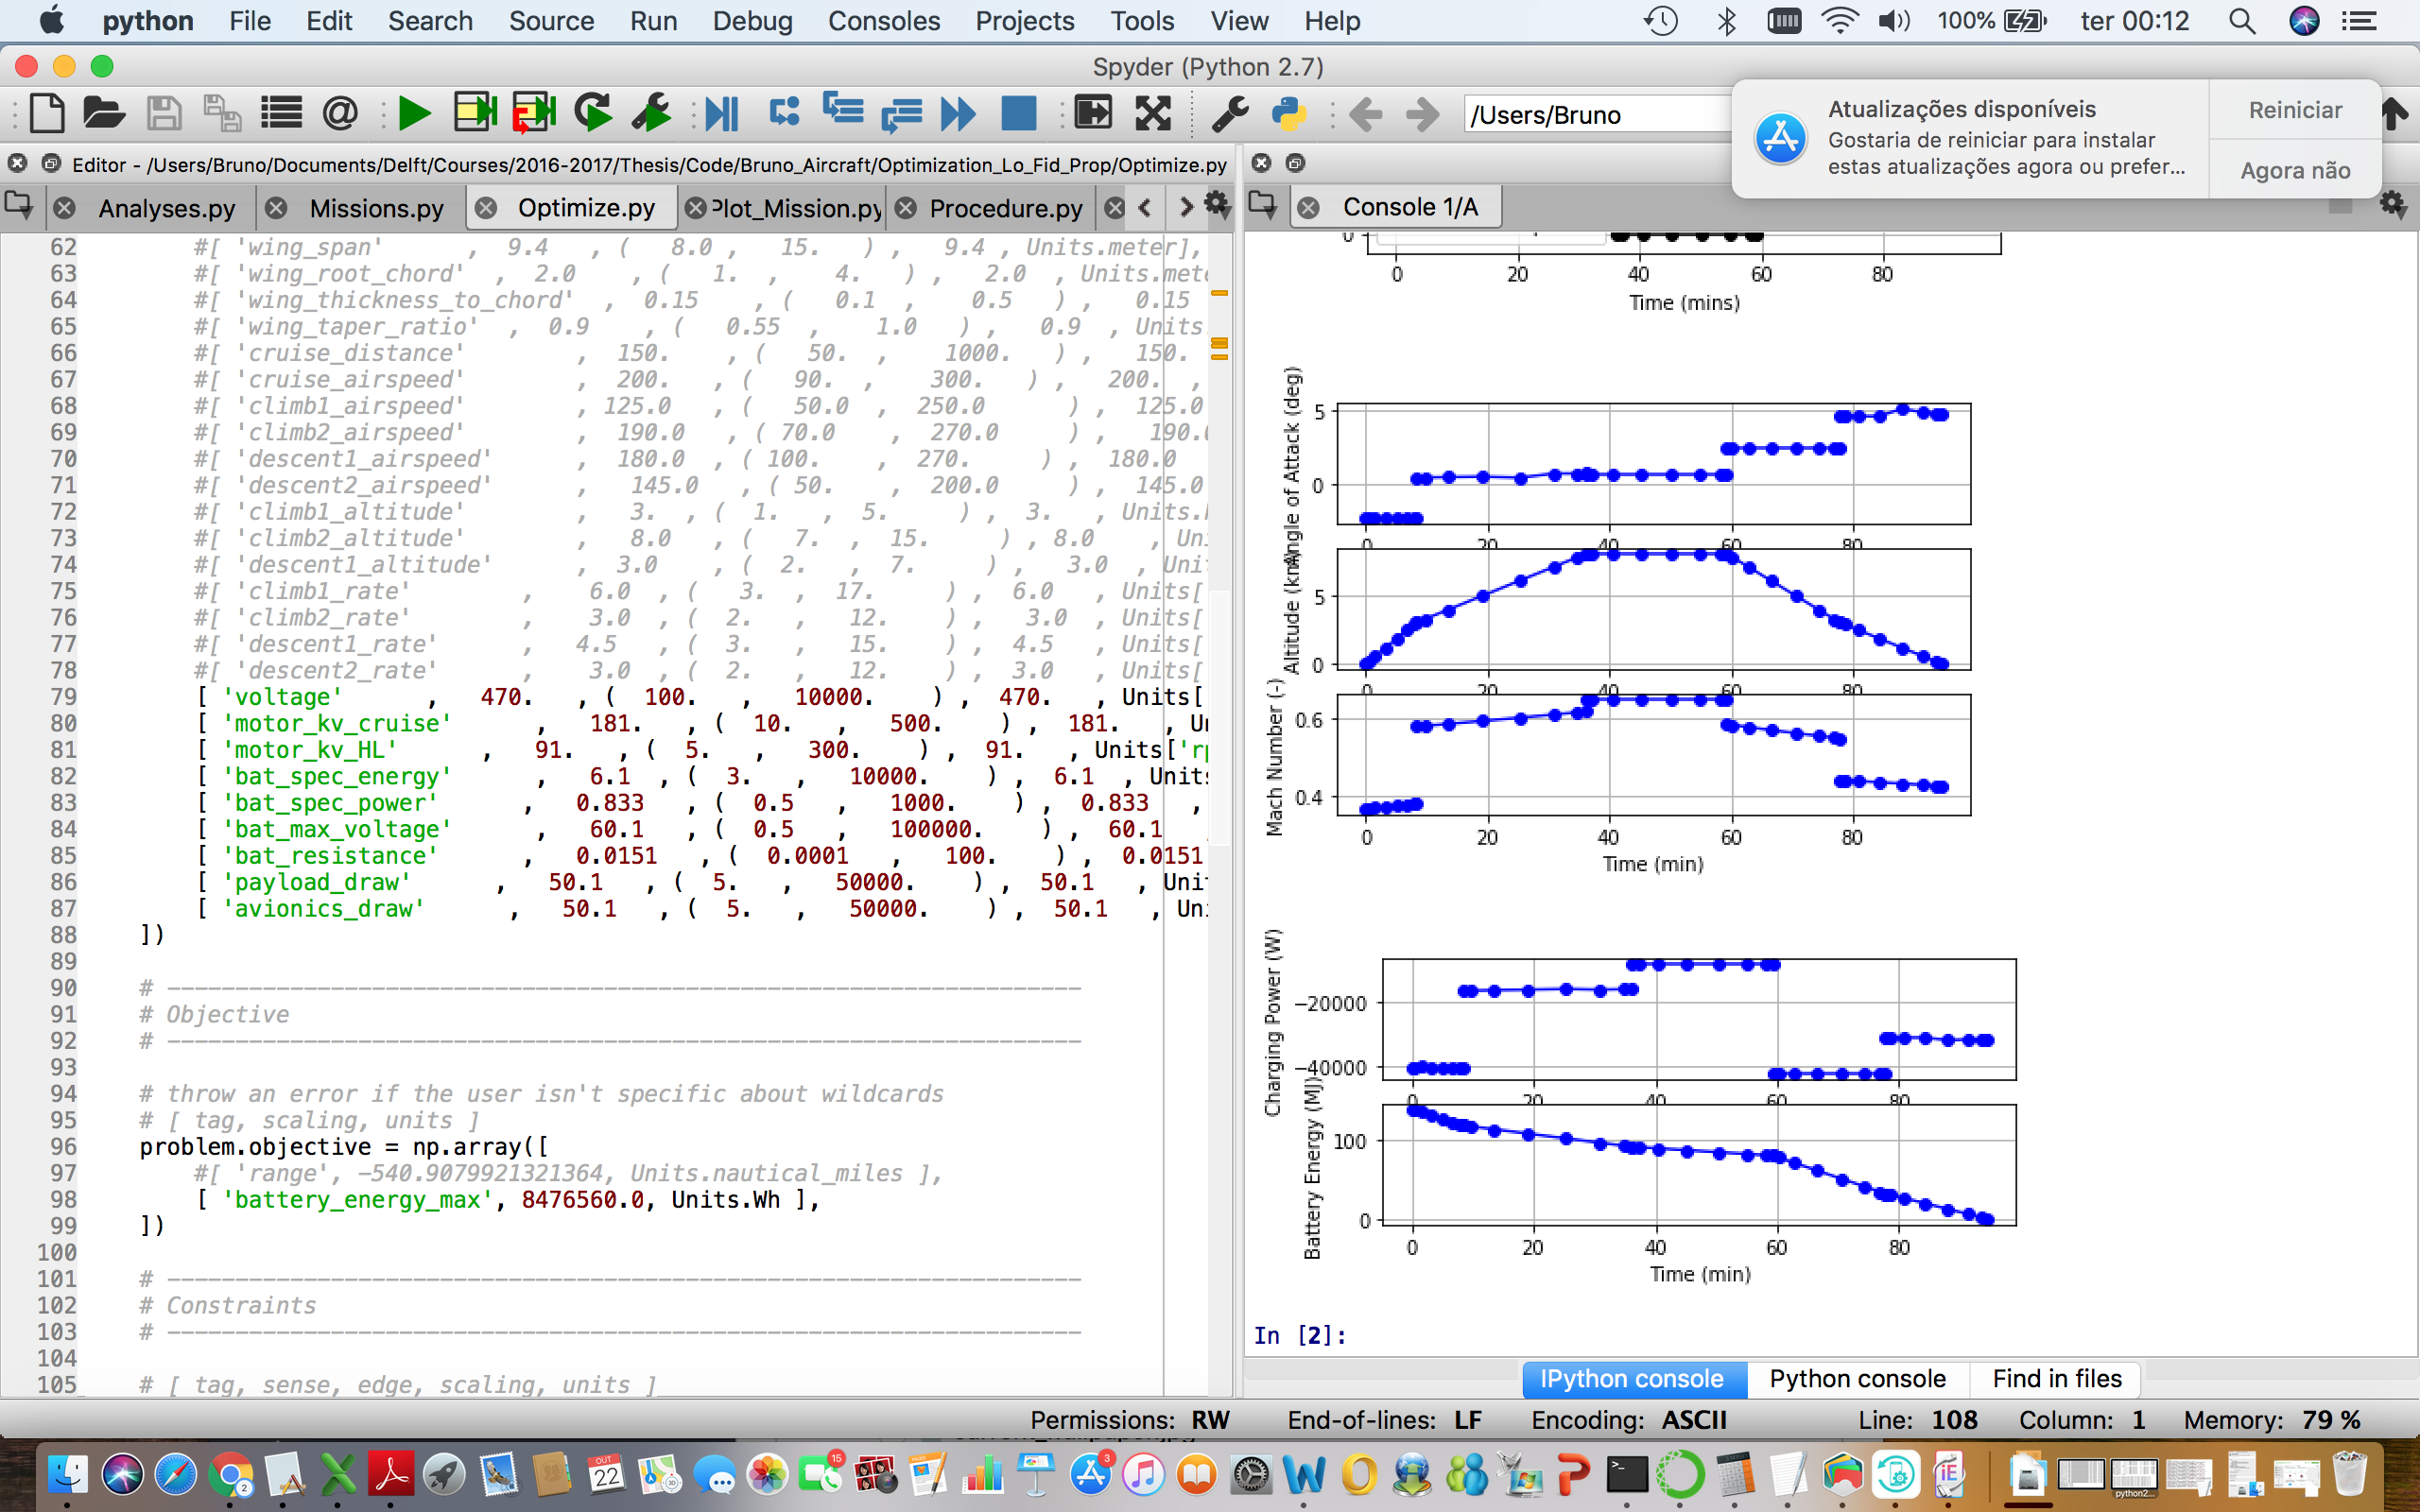 python File Edit Search Source Run Debug Consoles Projects Tools View Help 100% ter 00:12
Spyder (Python 2.7)
/Users/Bruno
Atualizações disponíveis
Gostaria de reiniciar para instalar
estas atualizações agora ou prefer...
Reiniciar
Agora não
Editor - /Users/Bruno/Documents/Delft/Courses/2016-2017/Thesis/Code/Bruno_Aircraft/Optimization_Lo_Fid_Prop/Optimize.py
Analyses.py Missions.py Optimize.py Plot_Mission.py Procedure.py
62 #[ 'wing_span' , 9.4 , ( 8.0 , 15. ) , 9.4 , Units.meter],
63 #[ 'wing_root_chord' , 2.0 , ( 1. , 4. ) , 2.0 , Units.mete
64 #[ 'wing_thickness_to_chord' , 0.15 , ( 0.1 , 0.5 ) , 0.15
65 #[ 'wing_taper_ratio' , 0.9 , ( 0.55 , 1.0 ) , 0.9 , Units.
66 #[ 'cruise_distance' , 150. , ( 50. , 1000. ) , 150.
67 #[ 'cruise_airspeed' , 200. , ( 90. , 300. ) , 200. ,
68 #[ 'climb1_airspeed' , 125.0 , ( 50.0 , 250.0 ) , 125.0
69 #[ 'climb2_airspeed' , 190.0 , ( 70.0 , 270.0 ) , 190.0
70 #[ 'descent1_airspeed' , 180.0 , ( 100. , 270. ) , 180.0
71 #[ 'descent2_airspeed' , 145.0 , ( 50. , 200.0 ) , 145.0
72 #[ 'climb1_altitude' , 3. , ( 1. , 5. ) , 3. , Units.
73 #[ 'climb2_altitude' , 8.0 , ( 7. , 15. ) , 8.0 , Un
74 #[ 'descent1_altitude' , 3.0 , ( 2. , 7. ) , 3.0 , Uni
75 #[ 'climb1_rate' , 6.0 , ( 3. , 17. ) , 6.0 , Units[
76 #[ 'climb2_rate' , 3.0 , ( 2. , 12. ) , 3.0 , Units[
77 #[ 'descent1_rate' , 4.5 , ( 3. , 15. ) , 4.5 , Units[
78 #[ 'descent2_rate' , 3.0 , ( 2. , 12. ) , 3.0 , Units[
79 [ 'voltage' , 470. , ( 100. , 10000. ) , 470. , Units[
80 [ 'motor_kv_cruise' , 181. , ( 10. , 500. ) , 181. , Un
81 [ 'motor_kv_HL' , 91. , ( 5. , 300. ) , 91. , Units['rp
82 [ 'bat_spec_energy' , 6.1 , ( 3. , 10000. ) , 6.1 , Units
83 [ 'bat_spec_power' , 0.833 , ( 0.5 , 1000. ) , 0.833 ,
84 [ 'bat_max_voltage' , 60.1 , ( 0.5 , 100000. ) , 60.1
85 [ 'bat_resistance' , 0.0151 , ( 0.0001 , 100. ) , 0.0151
86 [ 'payload_draw' , 50.1 , ( 5. , 50000. ) , 50.1 , Uni
87 [ 'avionics_draw' , 50.1 , ( 5. , 50000. ) , 50.1 , Un
88 ])
89
90 # -------------------------------------------------------------------
91 # Objective
92 # -------------------------------------------------------------------
93
94 # throw an error if the user isn't specific about wildcards
95 # [ tag, scaling, units ]
96 problem.objective = np.array([
97 #[ 'range', -540.9079921321364, Units.nautical_miles ],
98 [ 'battery_energy_max', 8476560.0, Units.Wh ],
99 ])
100
101 # -------------------------------------------------------------------
102 # Constraints
103 # -------------------------------------------------------------------
104
105 # [ tag, sense, edge, scaling, units ]
Console 1/A
0
0 20 40 60 80
Time (mins)
Angle of Attack (deg)
5
0
0 20 40 60 80
Altitude (km)
5
0
0 20 40 60 80
Mach Number (-)
0.6
0.4
0 20 40 60 80
Time (min)
Charging Power (W)
−20000
−40000
0 20 40 60 80
Battery Energy (MJ)
100
0
0 20 40 60 80
Time (min)
In [2]:
IPython console Python console Find in files
Permissions: RW End-of-lines: LF Encoding: ASCII Line: 108 Column: 1 Memory: 79 %
2
OCT
22
15
3
python2...